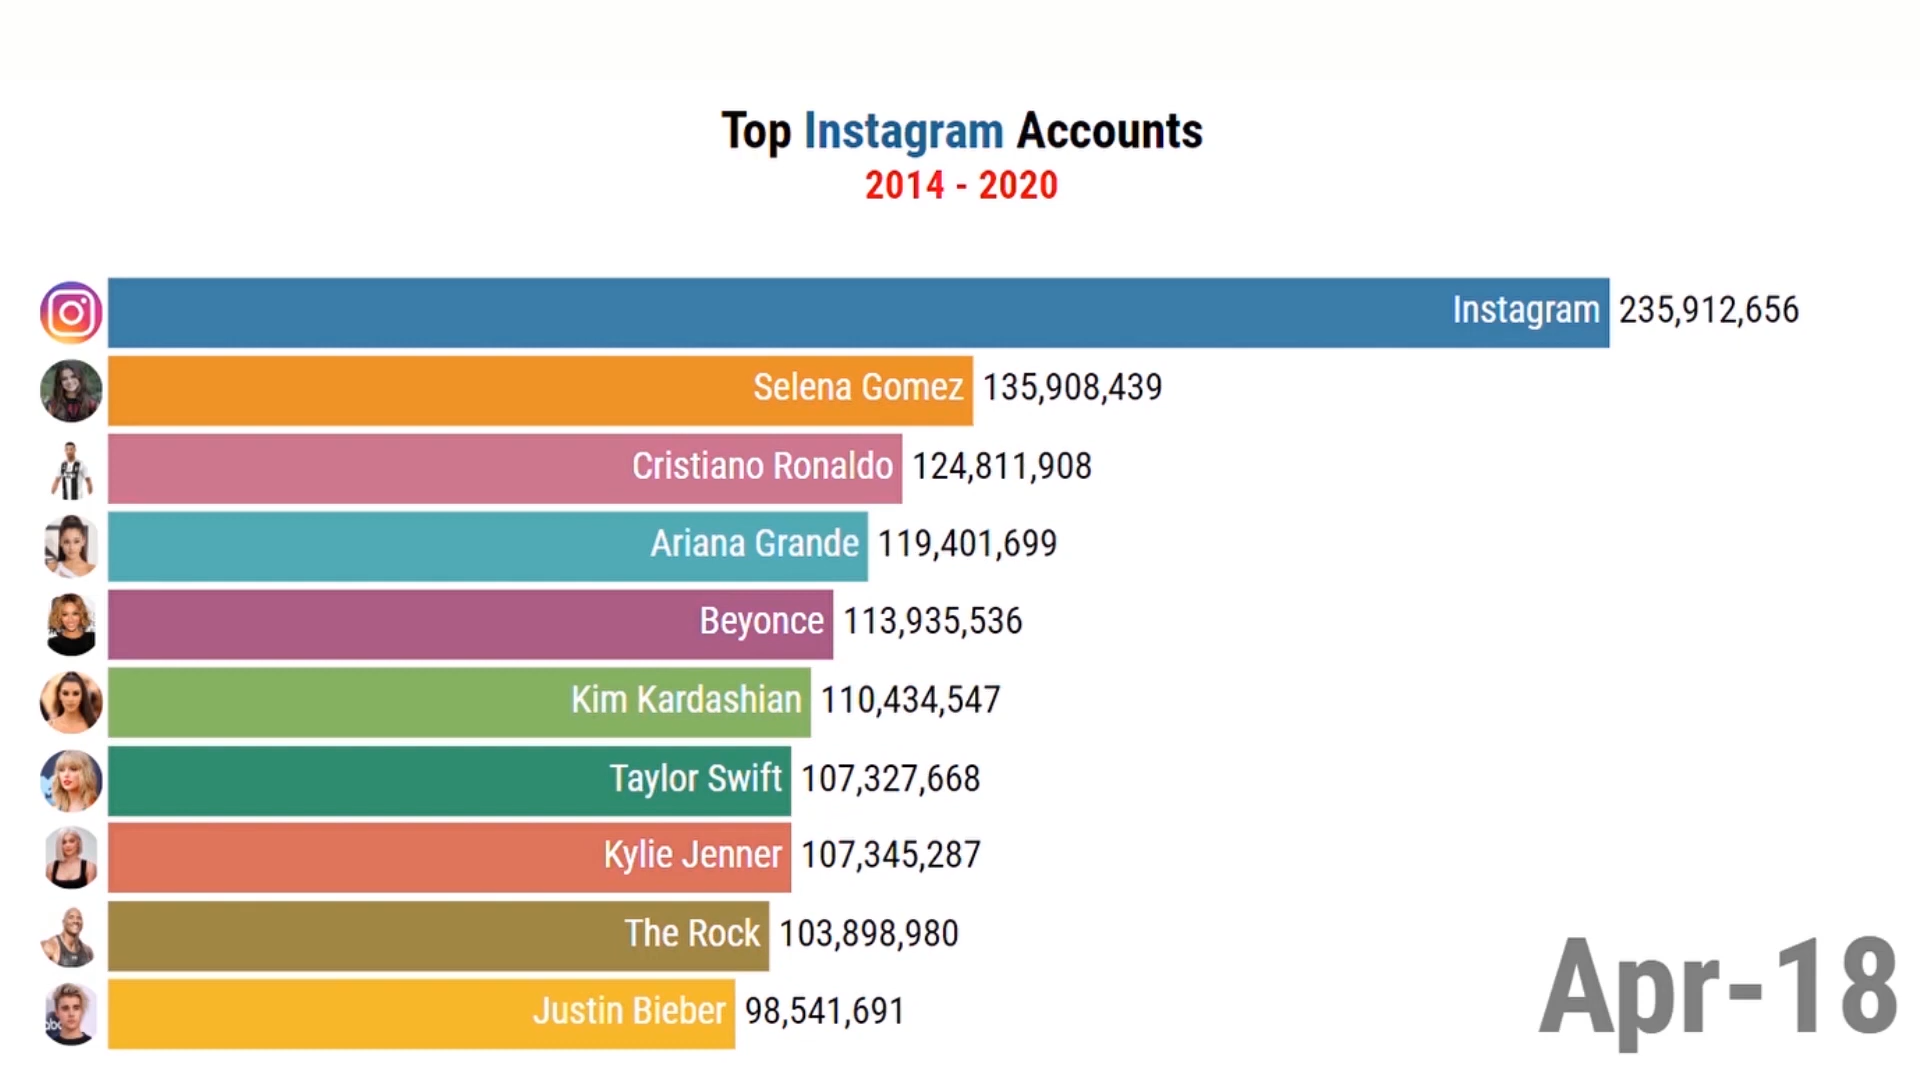 Top Instagram Accounts
2014 - 2020
Instagram 235,912,656
Selena Gomez 135,908,439
Cristiano Ronaldo 124,811,908
Ariana Grande 119,401,699
Beyonce 113,935,536
Kim Kardashian 110,434,547
Taylor Swift 107,327,668
Kylie Jenner 107,345,287
The Rock 103,898,980
Justin Bieber 98,541,691
Apr-18